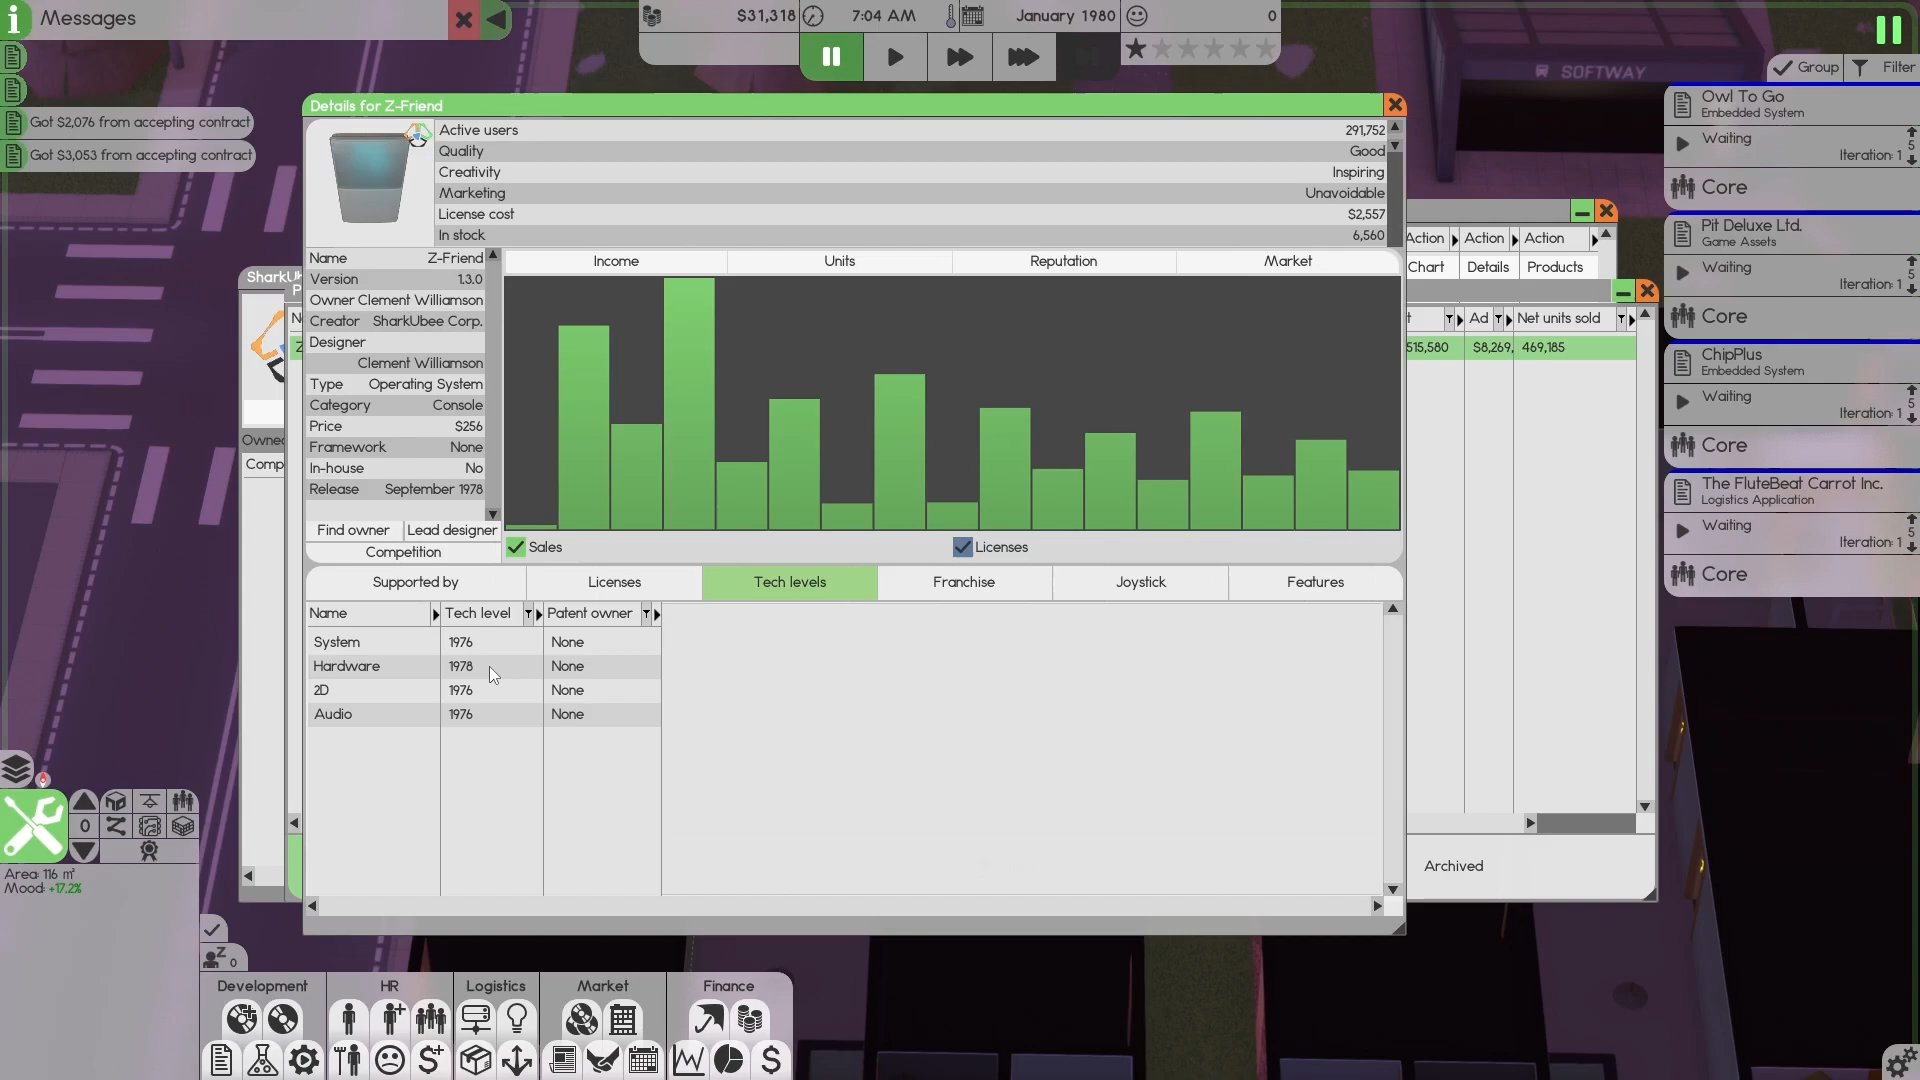 Messages
Got $2,076 from accepting contract
Got $3,053 from accepting contract
$31,318
7:04 AM
January 1980
0
SOFTWAY
Group
Filter
Details for Z-Friend
Active users 291,752
Quality Good
Creativity Inspiring
Marketing Unavoidable
License cost $2,557
In stock 6,560
Name Z-Friend
Version 1.3.0
Owner Clement Williamson
Creator SharkUbee Corp.
Designer
Clement Williamson
Type Operating System
Category Console
Price $256
Framework None
In-house No
Release September 1978
Find owner Lead designer
Competition
Income Units Reputation Market
Sales Licenses
Supported by Licenses Tech levels Franchise Joystick Features
Name Tech level Patent owner
System 1976 None
Hardware 1978 None
2D 1976 None
Audio 1976 None
Action Action Action
Chart Details Products
Ad Net units sold
515,580 $8,269, 469,185
Archived
Owl To Go
Embedded System
Waiting
5
Iteration: 1
Core
Pit Deluxe Ltd.
Game Assets
Waiting
5
Iteration: 1
Core
ChipPlus
Embedded System
Waiting
5
Iteration: 1
Core
The FluteBeat Carrot Inc.
Logistics Application
Waiting
5
Iteration: 1
Core
0
Area: 116 m²
Mood: +17.2%
Z
0
Development HR Logistics Market Finance